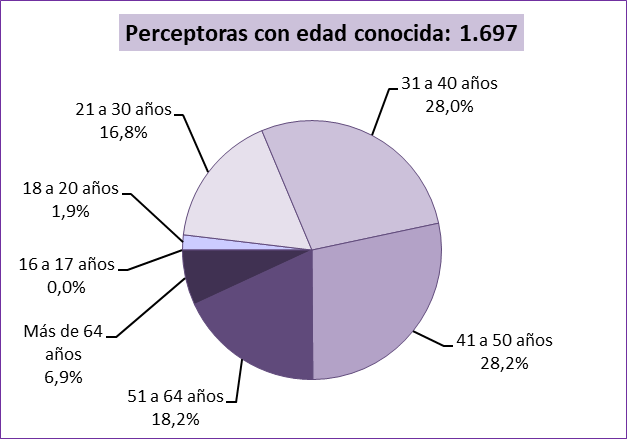 Perceptoras con edad conocida: 1.697
31 a 40 años
28,0%
21 a 30 años
16,8%
18 a 20 años
1,9%
16 a 17 años
0,0%
Más de 64
años
6,9%
51 a 64 años
18,2%
41 a 50 años
28,2%